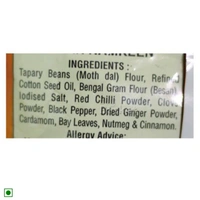 INGREDIENTS :
Tapary Beans (Moth dal) Flour, Refined
Cotton Seed Oil, Bengal Gram Flour (Besan)
Iodised Salt, Red Chilli Powder, Clove
Powder, Black Pepper, Dried Ginger Powder,
Cardamom, Bay Leaves, Nutmeg & Cinnamon.
Allergy Advice: